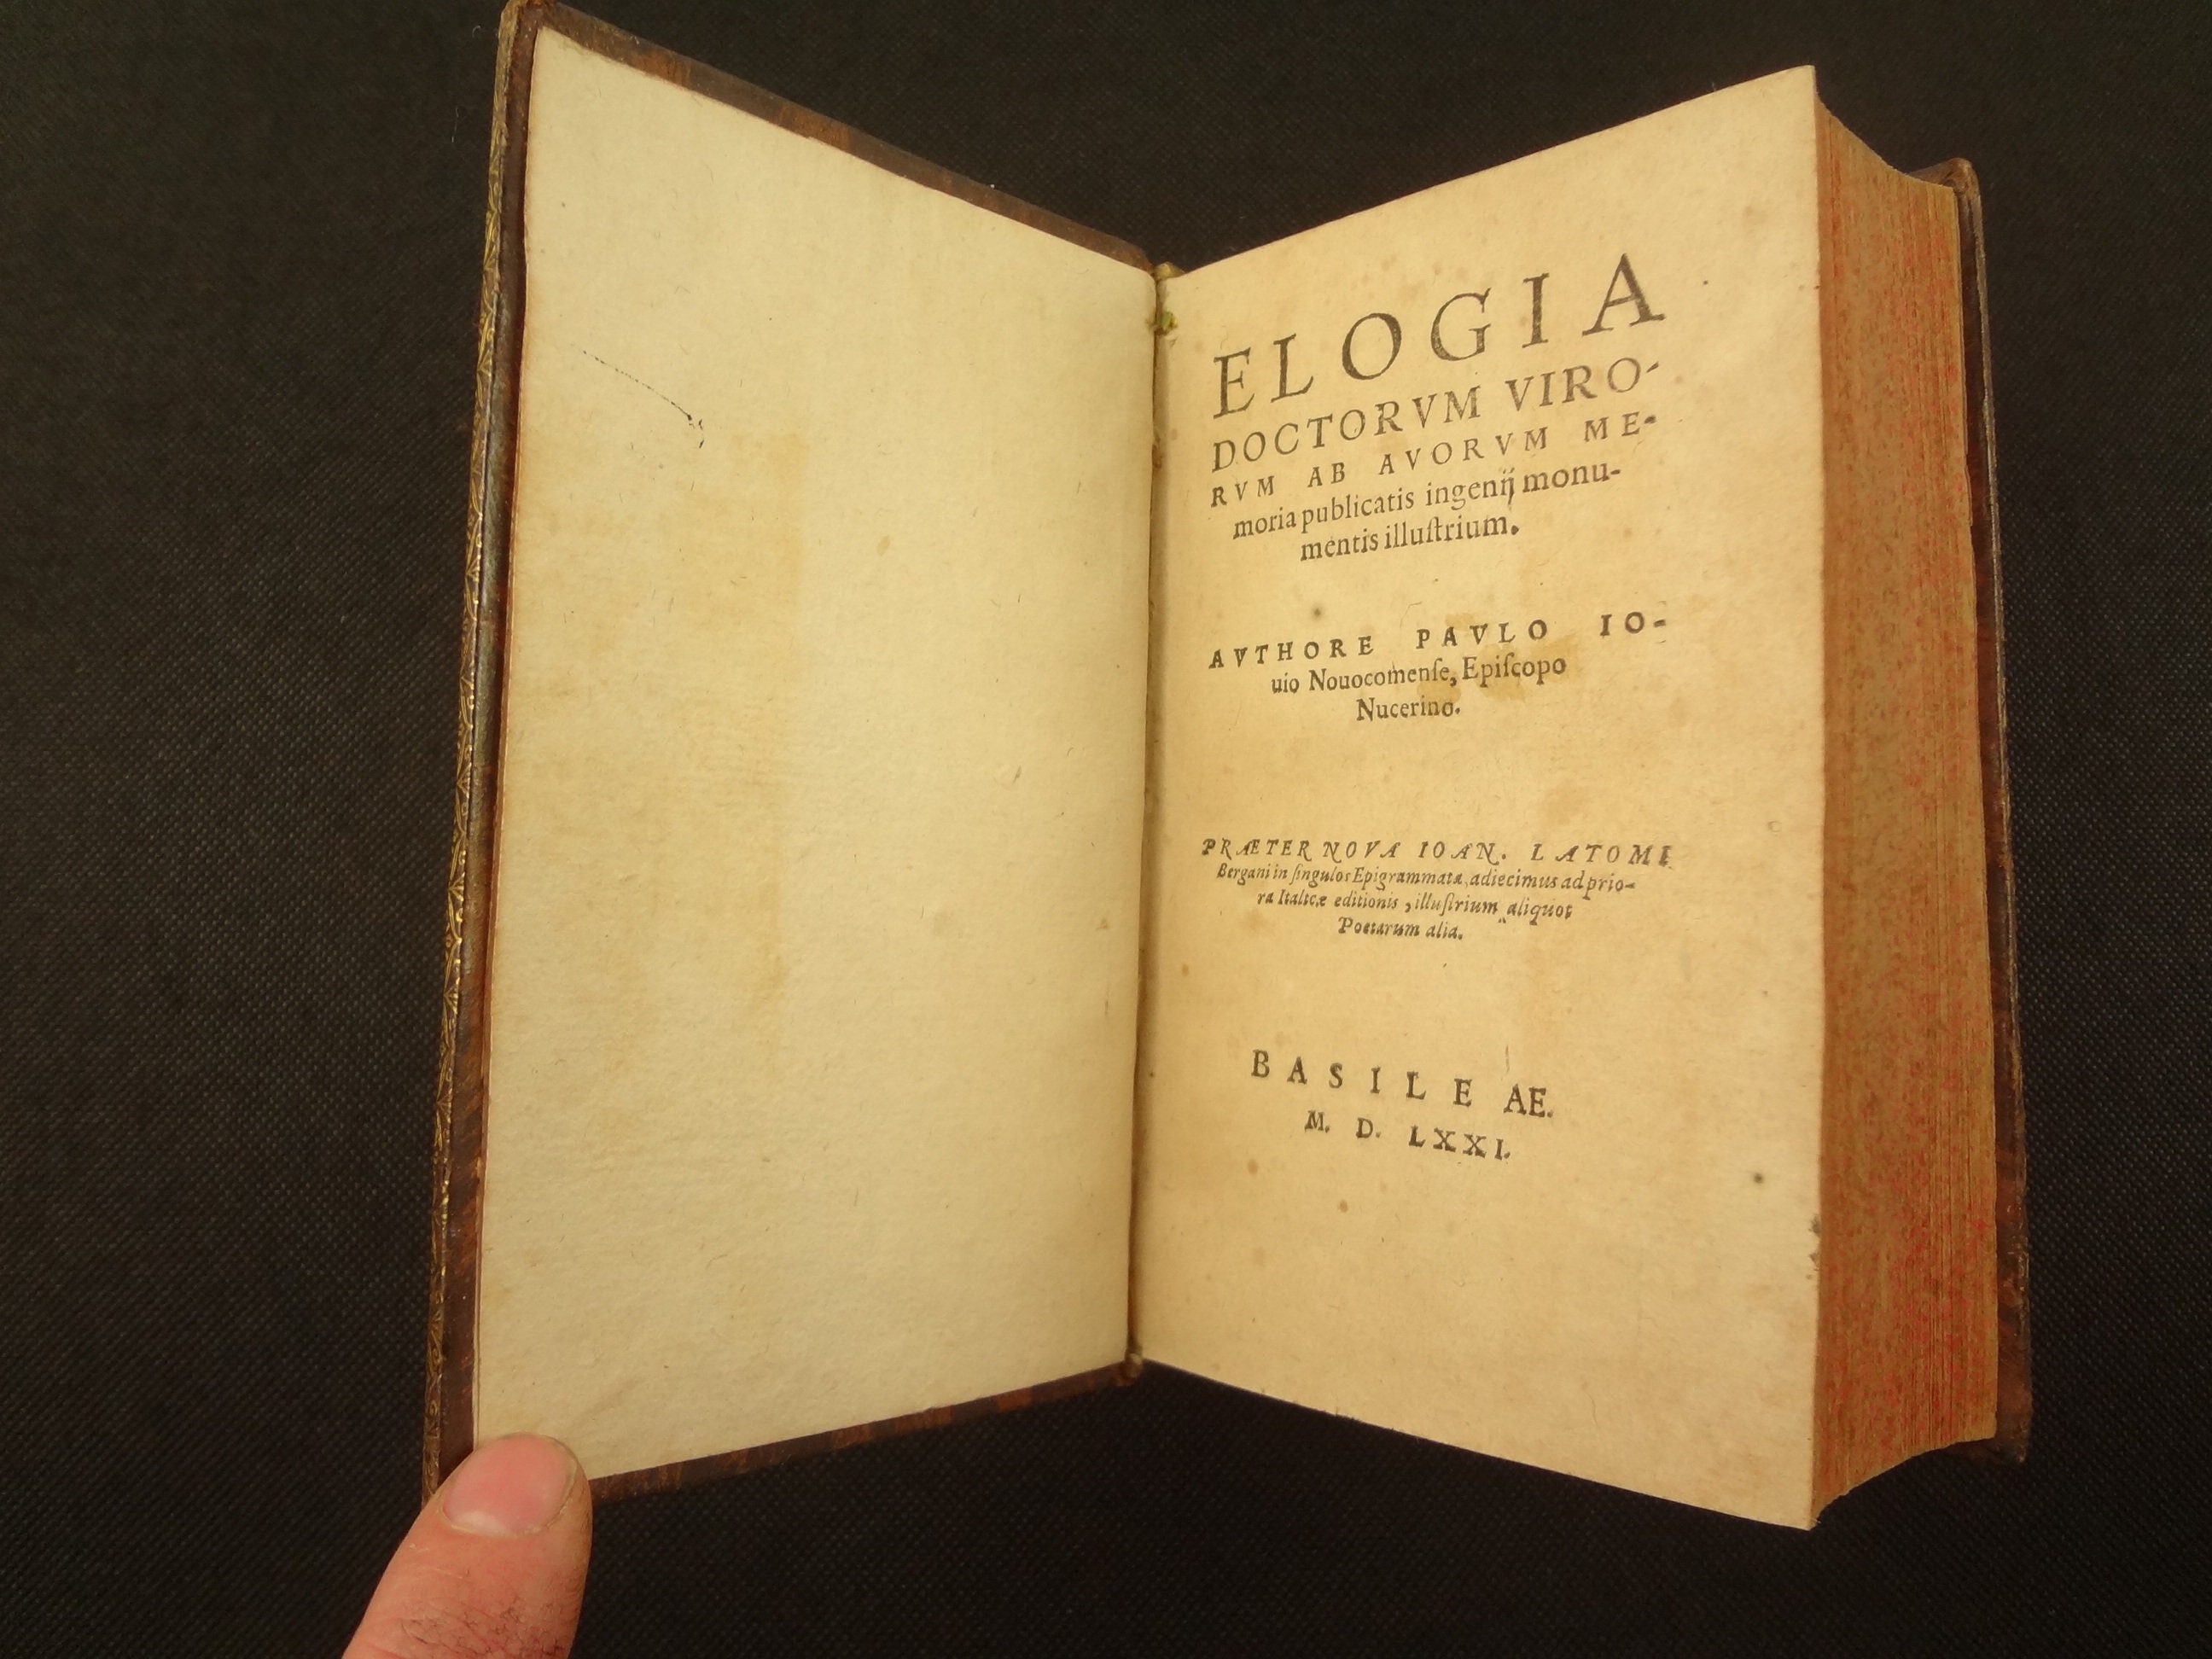 ELOGIA
DOCTORVM VIRO-
RVM AB AVORVM ME-
moria publicatis ingenij monu-
mentis illuſtrium.
AVTHORE PAVLO IO-
uio Nouocomenſe, Epiſcopo
Nucerino.
PRÆTER NOVA IOAN. LATOMI
Bergani in ſingulos Epigrammata, adiecimus ad prio-
ra Italicæ editionis, illuſtrium aliquot
Poetarum alia.
BASILEAE.
M. D. LXXI.